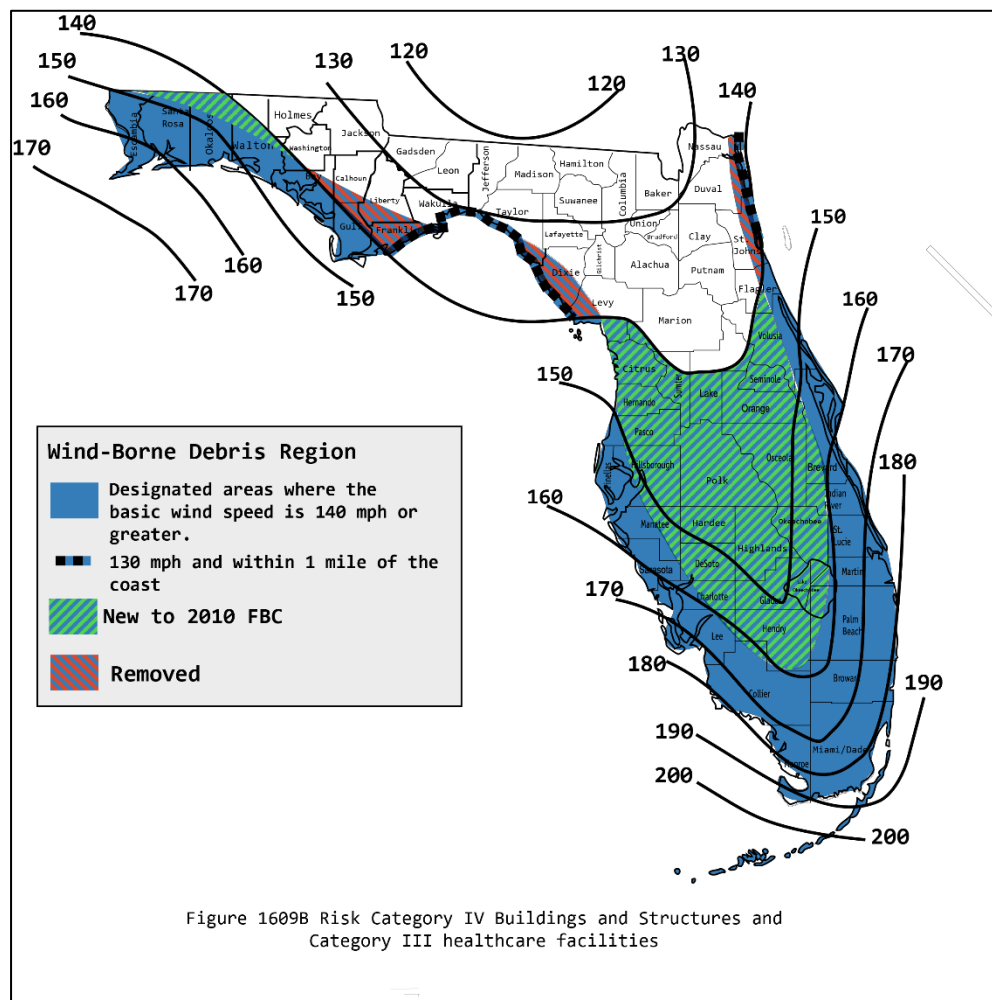 140
120
130
150
130
120
140
160
170
150
160
150
160
170
170
150
180
160
170
180
190
190
200
200
160
170
150
Escambia
Santa
Rosa
Okaloosa
Walton
Holmes
Washington
Jackson
Bay
Calhoun
Gulf
Liberty
Franklin
Gadsden
Leon
Wakulla
Jefferson
Madison
Taylor
Hamilton
Suwanee
Lafayette
Columbia
Baker
Nassau
Duval
Union
Bradford
Clay
St.
Johns
Gilchrist
Alachua
Putnam
Dixie
Levy
Flagler
Marion
Volusia
Citrus
Sumter
Lake
Seminole
Hernando
Orange
Pasco
Hillsborough
Pinellas
Polk
Osceola
Brevard
Indian
River
Manatee
Hardee
Okeechobee
St.
Lucie
Highlands
Sarasota
DeSoto
Martin
Lake
Okeechobee
Charlotte
Glades
Lee
Hendry
Palm
Beach
Collier
Broward
Monroe
Miami/Dade
Wind-Borne Debris Region
Designated areas where the
basic wind speed is 140 mph or
greater.
130 mph and within 1 mile of the
coast
New to 2010 FBC
Removed
Figure 1609B Risk Category IV Buildings and Structures and
Category III healthcare facilities